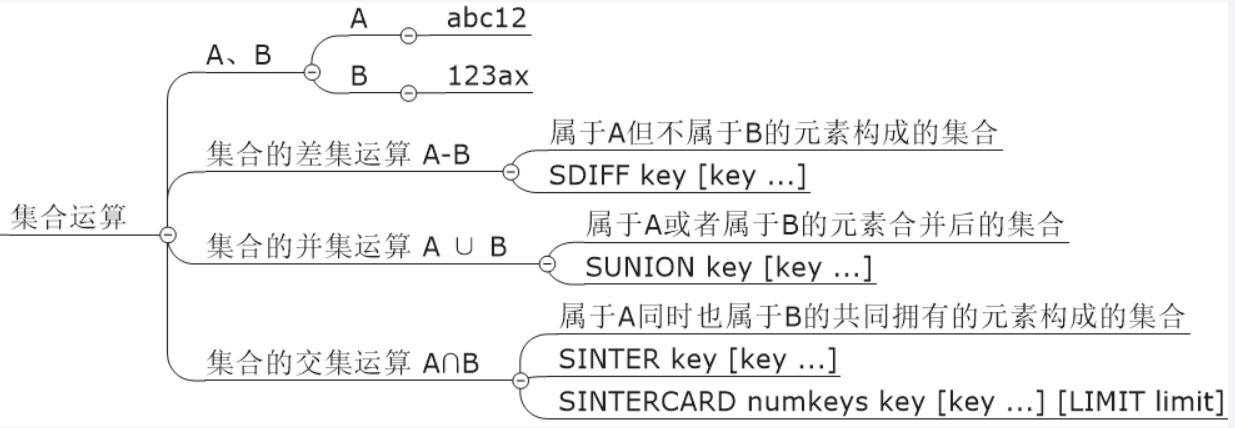 集合运算
A、B
A
abc12
B
123ax
集合的差集运算 A-B
属于A但不属于B的元素构成的集合
SDIFF key [key ...]
集合的并集运算 A ∪ B
属于A或者属于B的元素合并后的集合
SUNION key [key ...]
集合的交集运算 A∩B
属于A同时也属于B的共同拥有的元素构成的集合
SINTER key [key ...]
SINTERCARD numkeys key [key ...] [LIMIT limit]